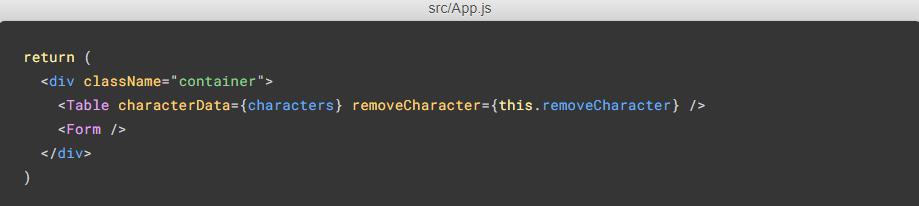 src/App.js
return (
  <div className="container">
    <Table characterData={characters} removeCharacter={this.removeCharacter} />
    <Form />
  </div>
)